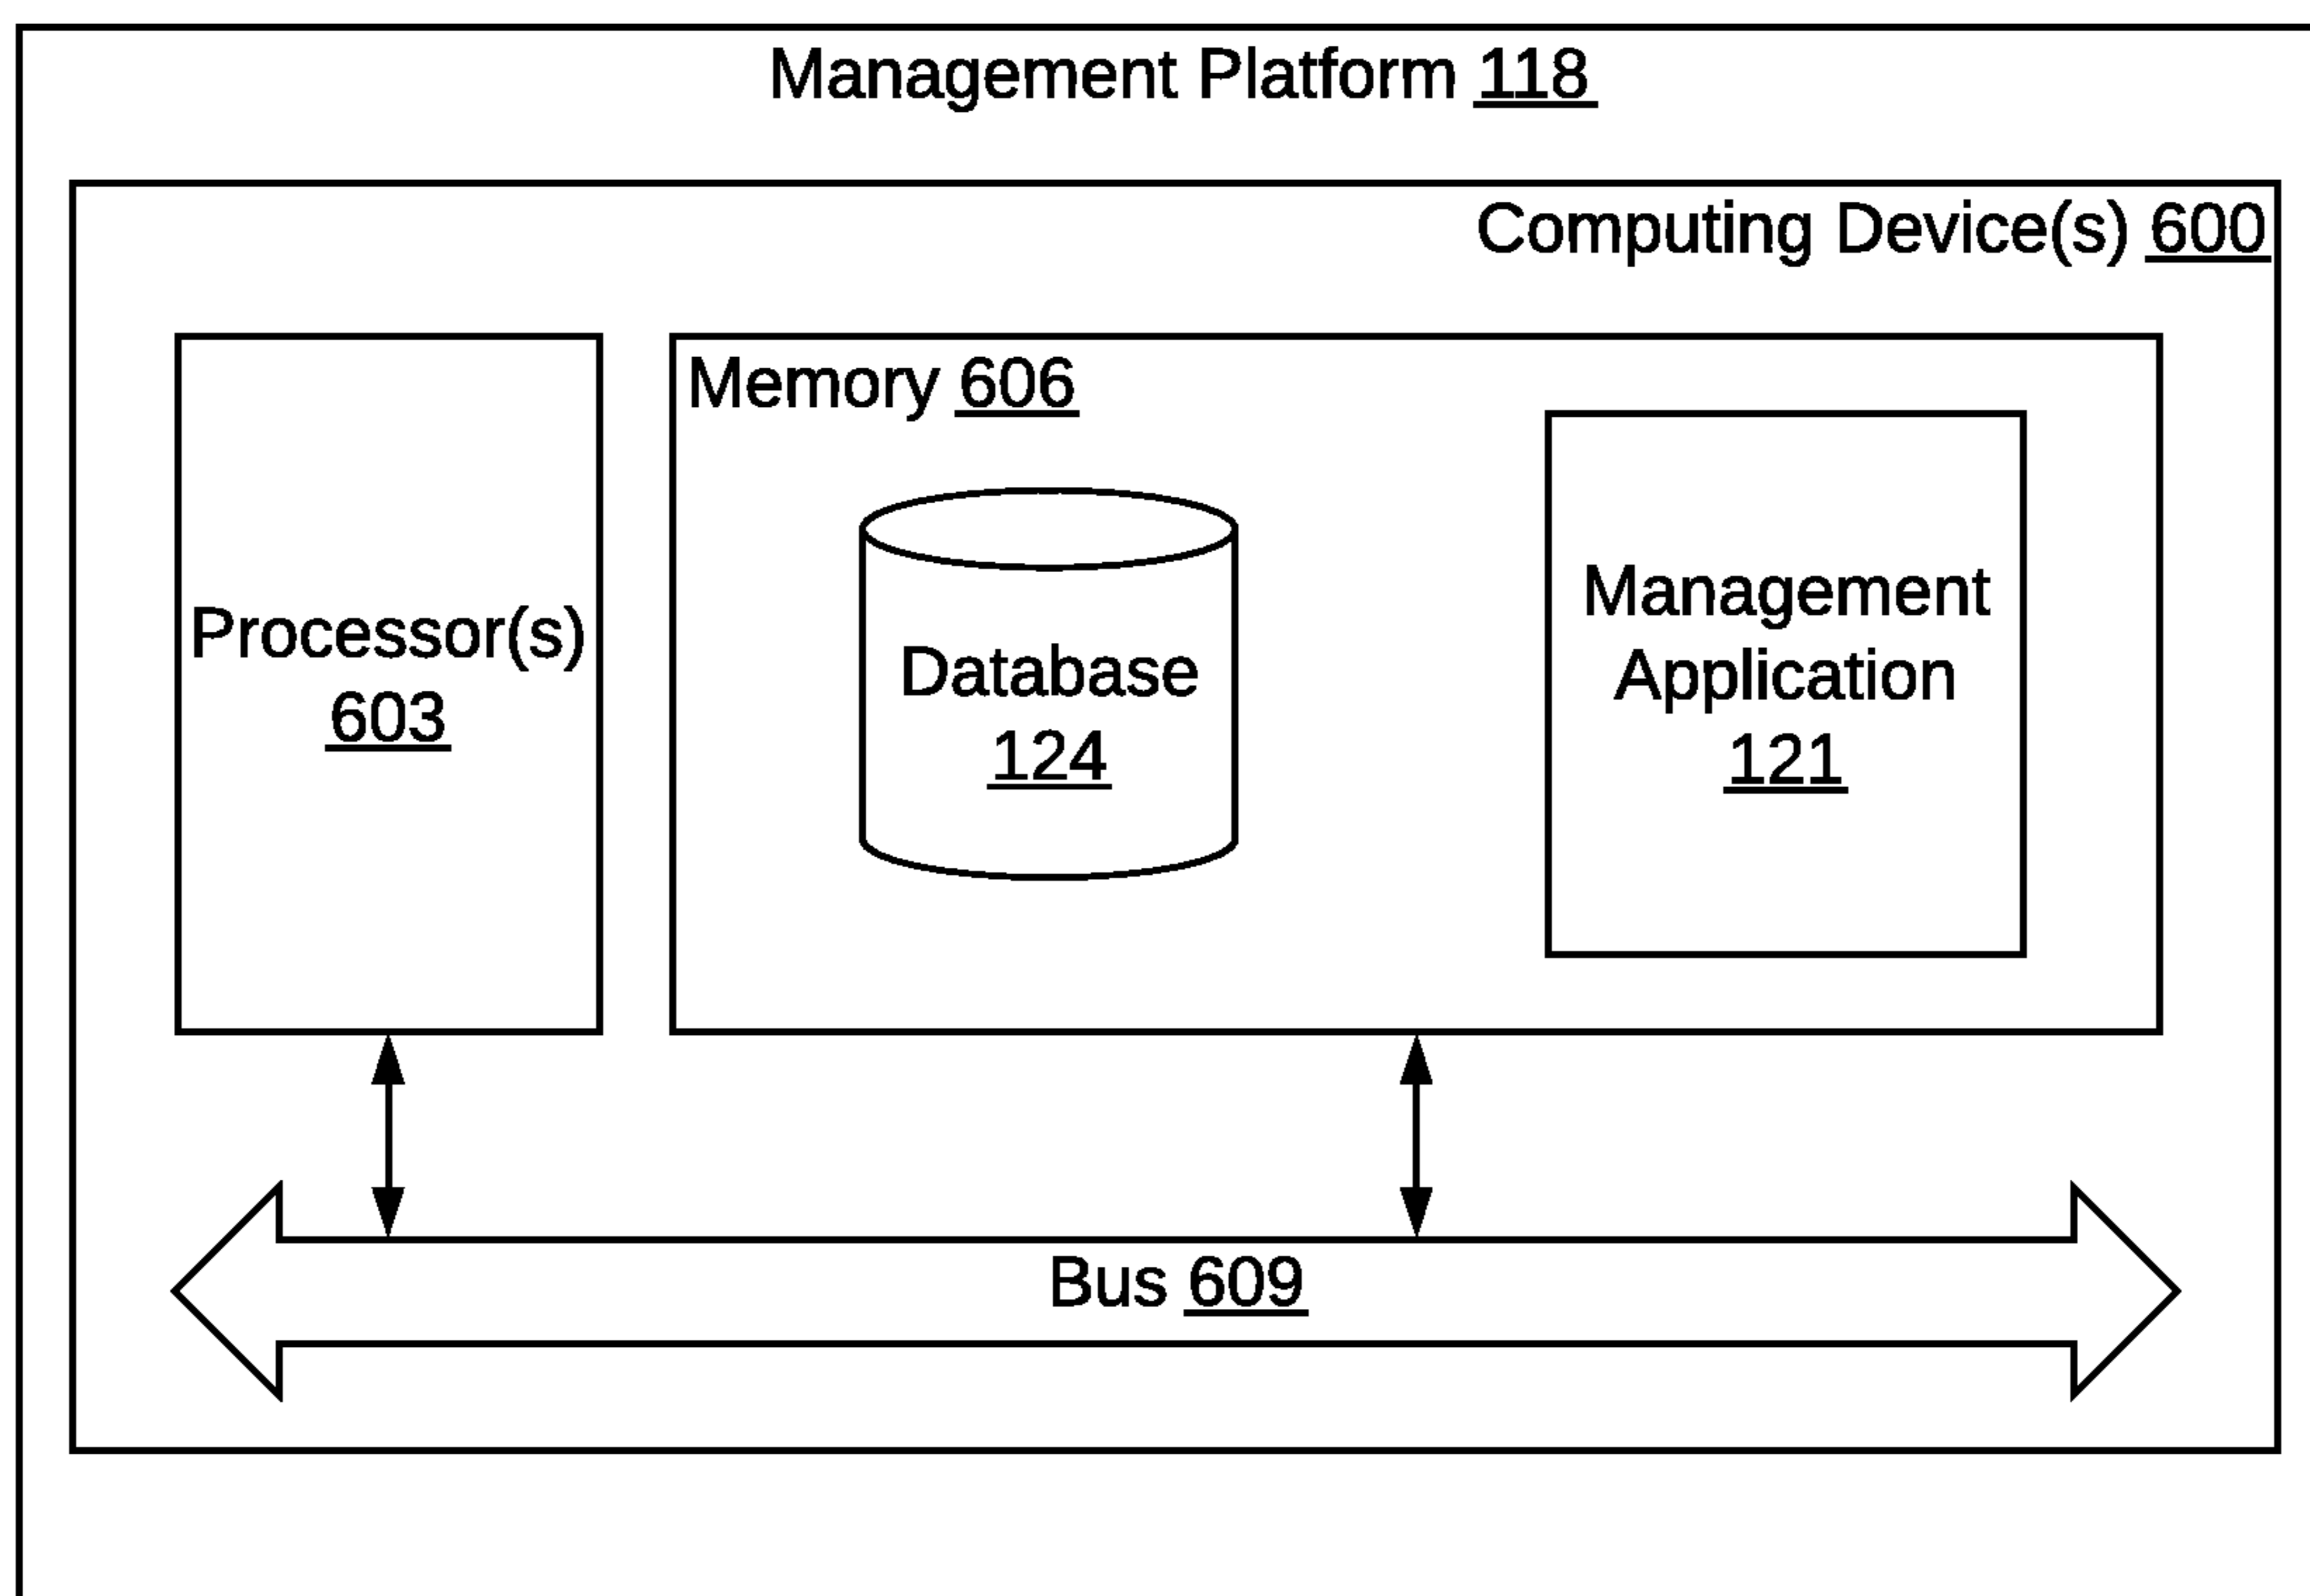 Management Platform 118
Computing Device(s) 600
Processor(s)
603
Memory 606
Database
124
Management
Application
121
Bus 609